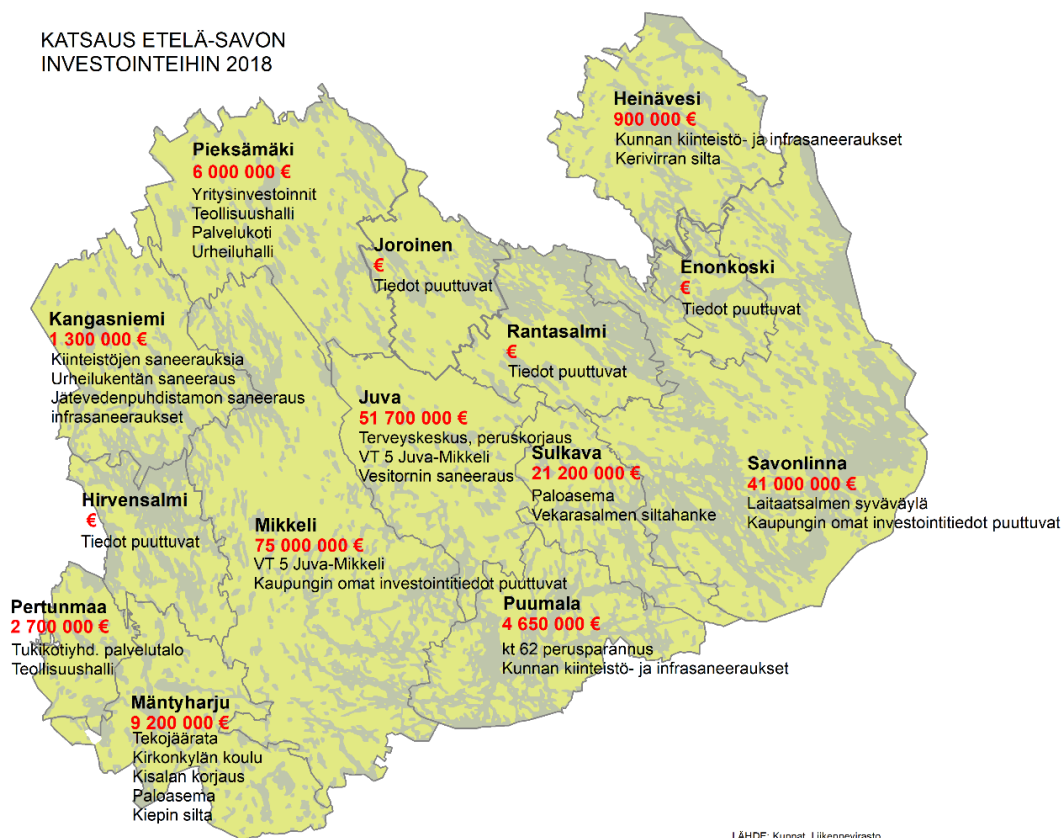 KATSAUS ETELÄ-SAVON
INVESTOINTEIHIN 2018
Heinävesi
900 000 €
Kunnan kiinteistö- ja infrasaneeraukset
Kerivirran silta
Pieksämäki
6 000 000 €
Yritysinvestoinnit
Teollisuushalli
Palvelukoti
Urheiluhalli
Joroinen
€
Tiedot puuttuvat
Enonkoski
€
Tiedot puuttuvat
Kangasniemi
1 300 000 €
Kiinteistöjen saneerauksia
Urheilukentän saneeraus
Jätevedenpuhdistamon saneeraus
infrasaneeraukset
Rantasalmi
€
Tiedot puuttuvat
Juva
51 700 000 €
Terveyskeskus, peruskorjaus
VT 5 Juva-Mikkeli
Vesitornin saneeraus
Sulkava
21 200 000 €
Paloasema
Vekarasalmen siltahanke
Savonlinna
41 000 000 €
Laitaatsalmen syväväylä
Kaupungin omat investointitiedot puuttuvat
Hirvensalmi
€
Tiedot puuttuvat
Mikkeli
75 000 000 €
VT 5 Juva-Mikkeli
Kaupungin omat investointitiedot puuttuvat
Pertunmaa
2 700 000 €
Tukikotiyhd. palvelutalo
Teollisuushalli
Puumala
4 650 000 €
kt 62 perusparannus
Kunnan kiinteistö- ja infrasaneeraukset
Mäntyharju
9 200 000 €
Tekojäärata
Kirkonkylän koulu
Kisalan korjaus
Paloasema
Kiepin silta
LÄHDE: Kunnat, Liikennevirasto